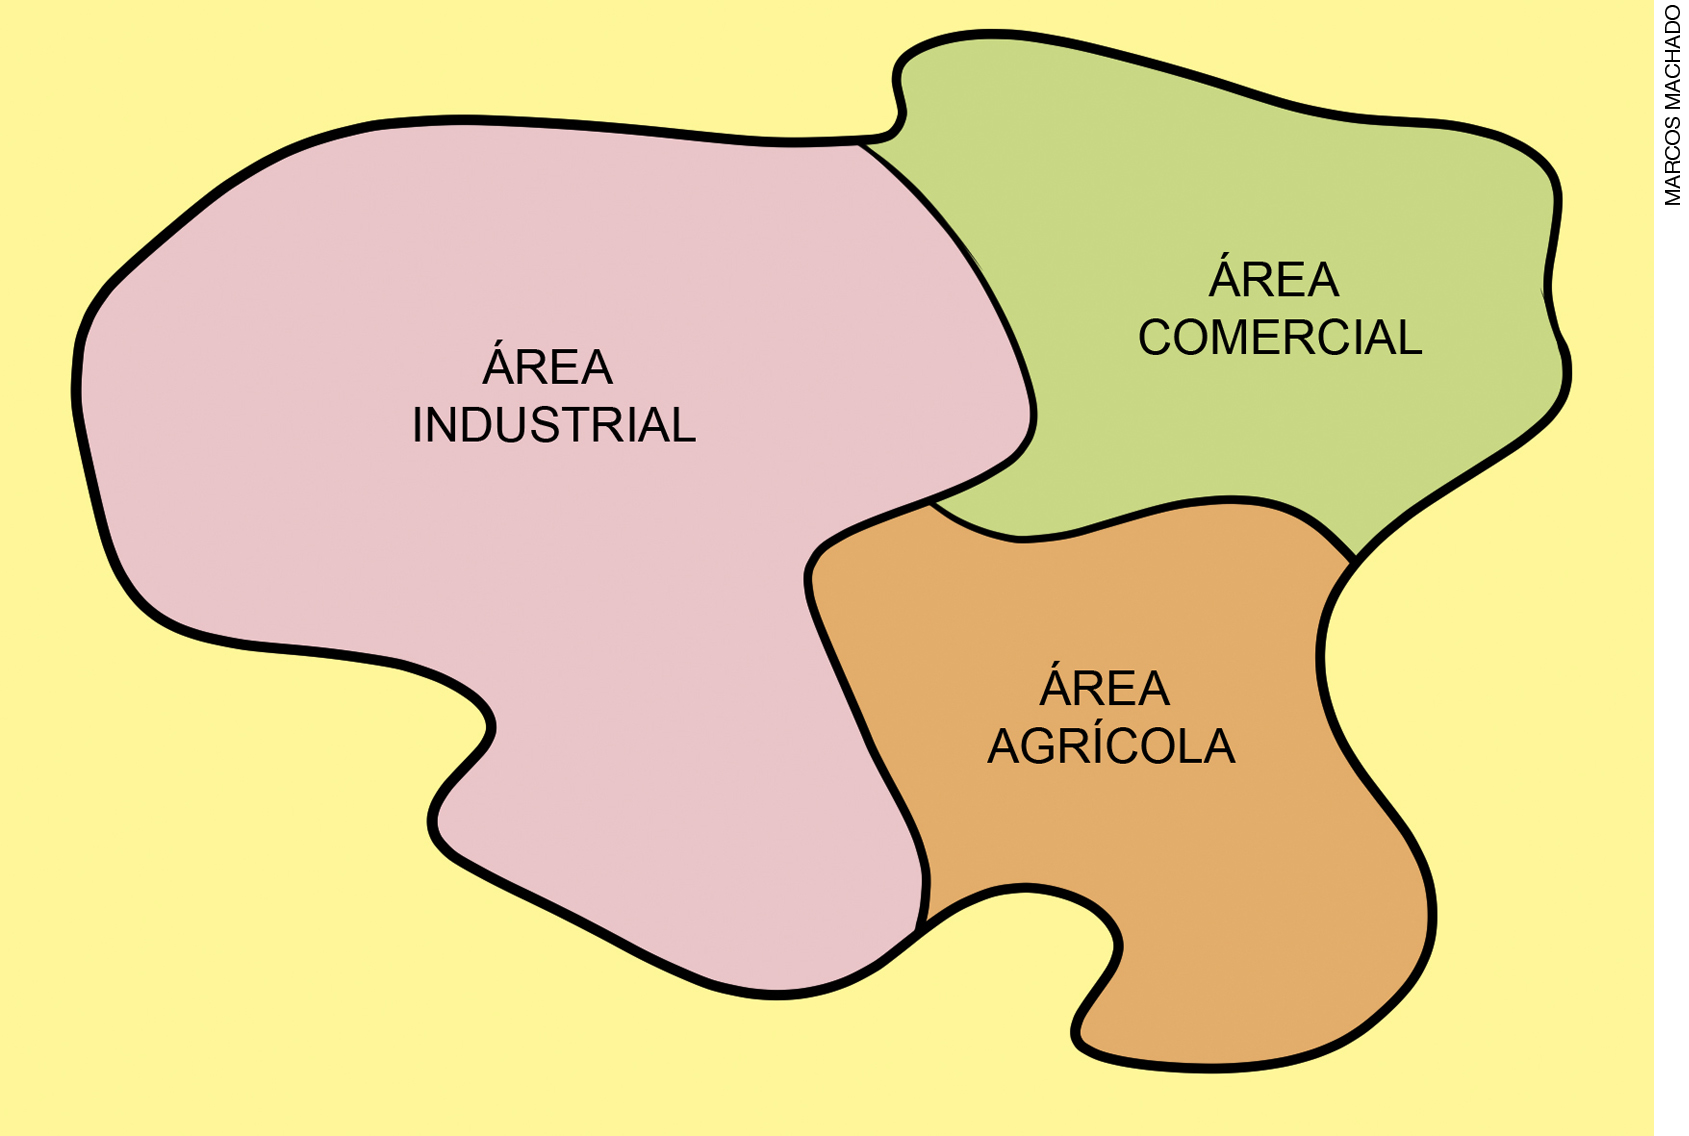 ÁREA
INDUSTRIAL
ÁREA
COMERCIAL
ÁREA
AGRÍCOLA
MARCOS MACHADO